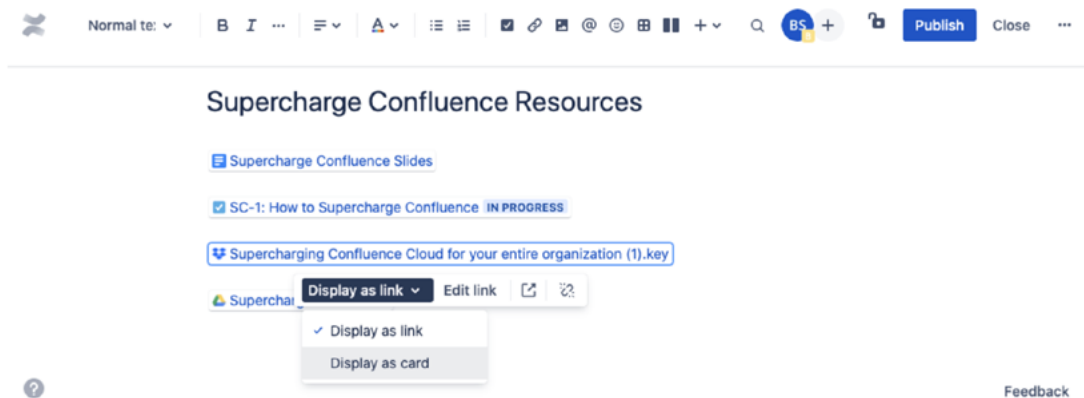 Normal te: B I ... A @ + BS + Publish Close ...
Supercharge Confluence Resources
Supercharge Confluence Slides
SC-1: How to Supercharge Confluence IN PROGRESS
Supercharging Confluence Cloud for your entire organization (1).key
Display as link Edit link
Superchar
Display as link
Display as card
? Feedback